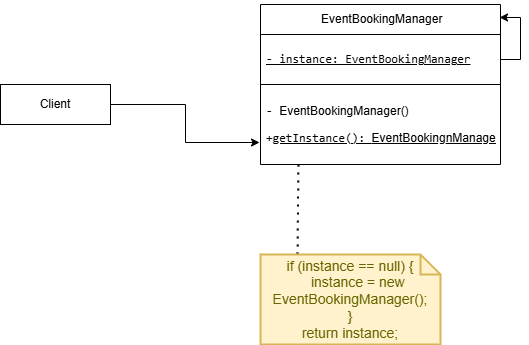 EventBookingManager
- instance: EventBookingManager
Client
- EventBookingManager()
+getInstance(): EventBookingnManage
if (instance == null) {
instance = new
EventBookingManager();
}
return instance;